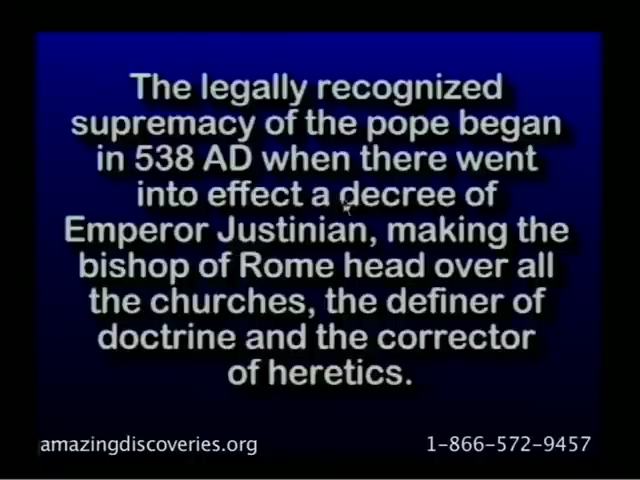 The legally recognized
supremacy of the pope began
in 538 AD when there went
into effect a decree of
Emperor Justinian, making the
bishop of Rome head over all
the churches, the definer of
doctrine and the corrector
of heretics.
amazingdiscoveries.org 1-866-572-9457